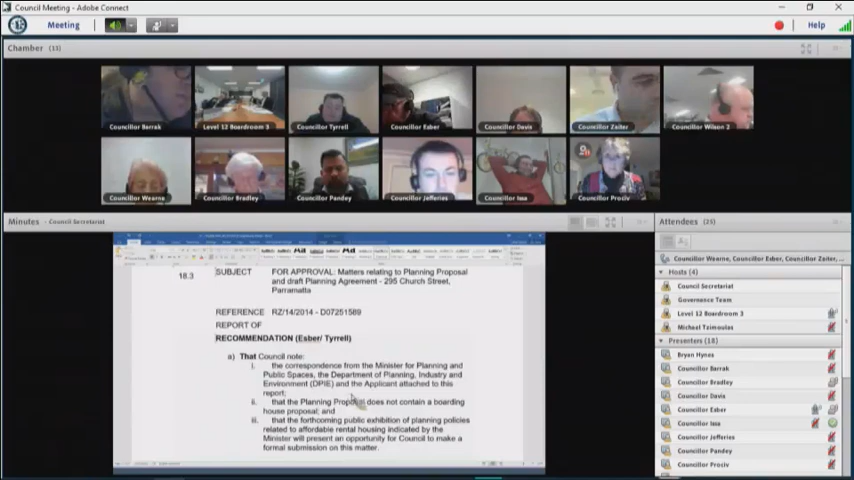 Council Meeting - Adobe Connect
Meeting
Help
Chamber (13)
Councillor Barrak
Level 12 Boardroom 3
Councillor Tyrrell
Councillor Esber
Councillor Davis
Councillor Zaiter
Councillor Wilson 2
Councillor Wearne
Councillor Bradley
Councillor Pandey
Councillor Jefferies
Councillor Issa
Councillor Prociv
Minutes - Council Secretariat
18.3
SUBJECT FOR APPROVAL: Matters relating to Planning Proposal
and draft Planning Agreement - 295 Church Street,
Parramatta
REFERENCE RZ/14/2014 - D07251589
REPORT OF
RECOMMENDATION (Esber/ Tyrrell)
a) That Council note:
i. the correspondence from the Minister for Planning and
Public Spaces, the Department of Planning, Industry and
Environment (DPIE) and the Applicant attached to this
report;
ii. that the Planning Proposal does not contain a boarding
house proposal; and
iii. that the forthcoming public exhibition of planning policies
related to affordable rental housing indicated by the
Minister will present an opportunity for Council to make a
formal submission on this matter.
Attendees (23)
Councillor Wearne, Councillor Esber, Councillor Zaiter,...
Hosts (4)
Council Secretariat
Governance Team
Level 12 Boardroom 3
Michael Tzimoulas
Presenters (18)
Bryan Hynes
Councillor Barrak
Councillor Bradley
Councillor Davis
Councillor Esber
Councillor Issa
Councillor Jefferies
Councillor Pandey
Councillor Prociv